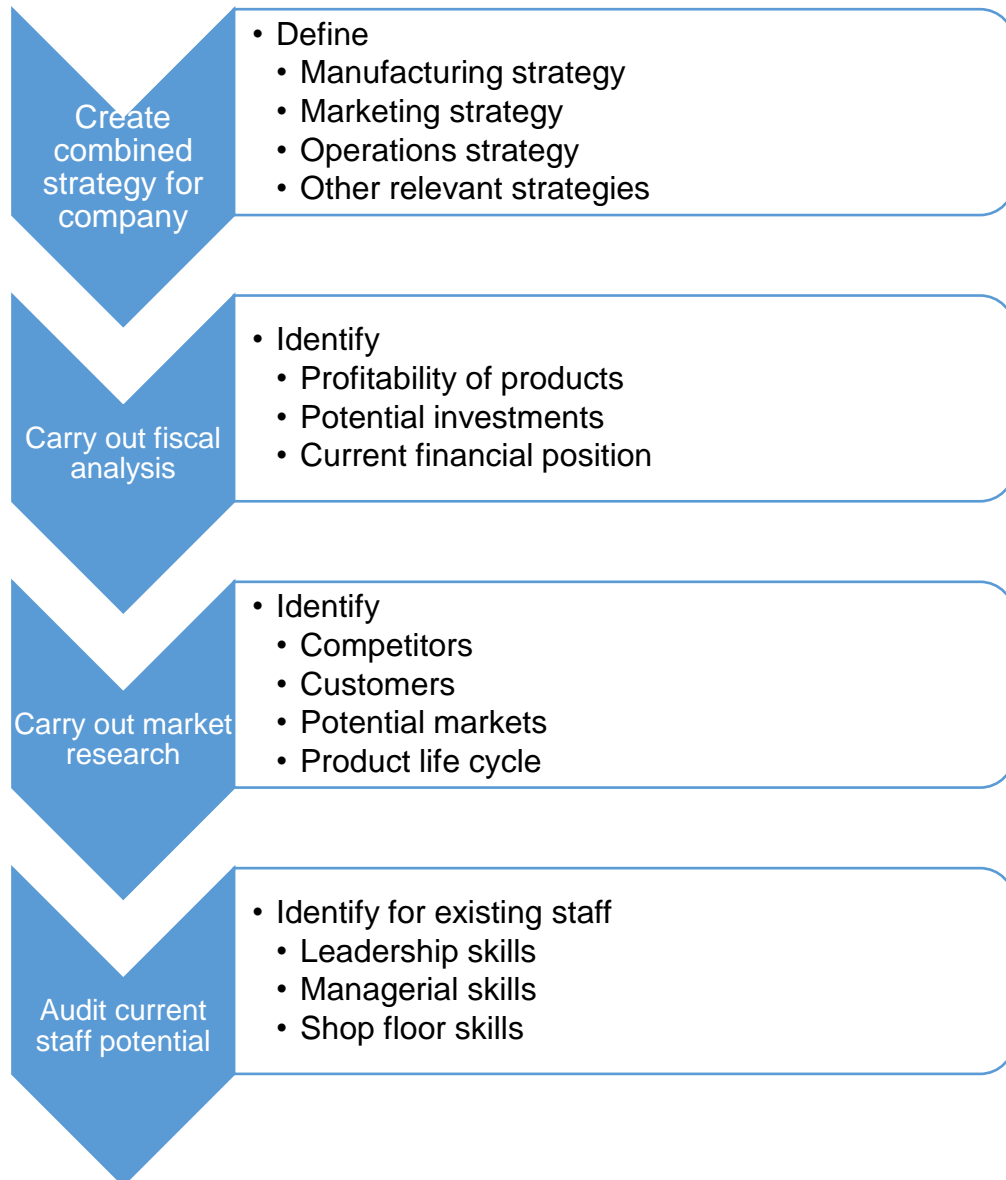 Create
combined
strategy for
company
• Define
• Manufacturing strategy
• Marketing strategy
• Operations strategy
• Other relevant strategies
Carry out fiscal
analysis
• Identify
• Profitability of products
• Potential investments
• Current financial position
Carry out market
research
• Identify
• Competitors
• Customers
• Potential markets
• Product life cycle
Audit current
staff potential
• Identify for existing staff
• Leadership skills
• Managerial skills
• Shop floor skills